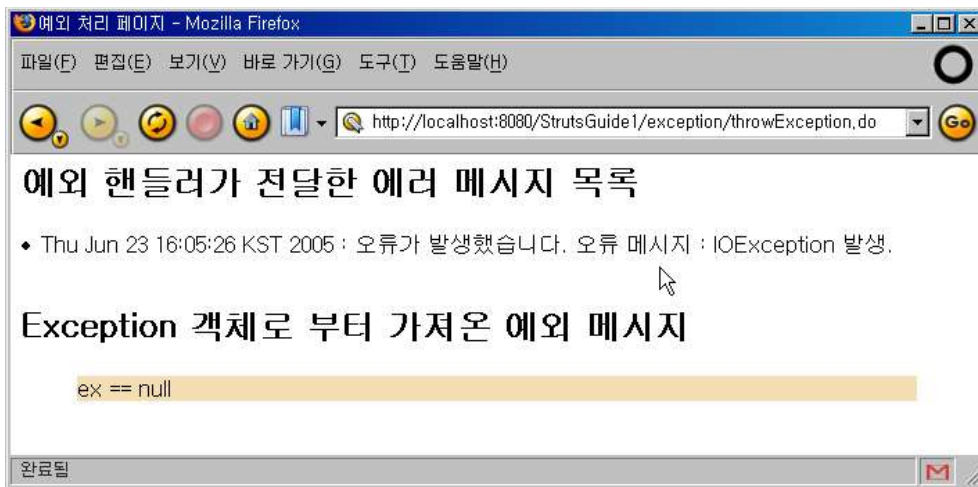 예외 처리 페이지 - Mozilla Firefox
파일(F) 편집(E) 보기(V) 바로 가기(G) 도구(T) 도움말(H)
http://localhost:8080/StrutsGuide1/exception/throwException.do
Go
예외 핸들러가 전달한 에러 메시지 목록
• Thu Jun 23 16:05:26 KST 2005 : 오류가 발생했습니다. 오류 메시지 : IOException 발생.
Exception 객체로 부터 가져온 예외 메시지
ex == null
완료됨